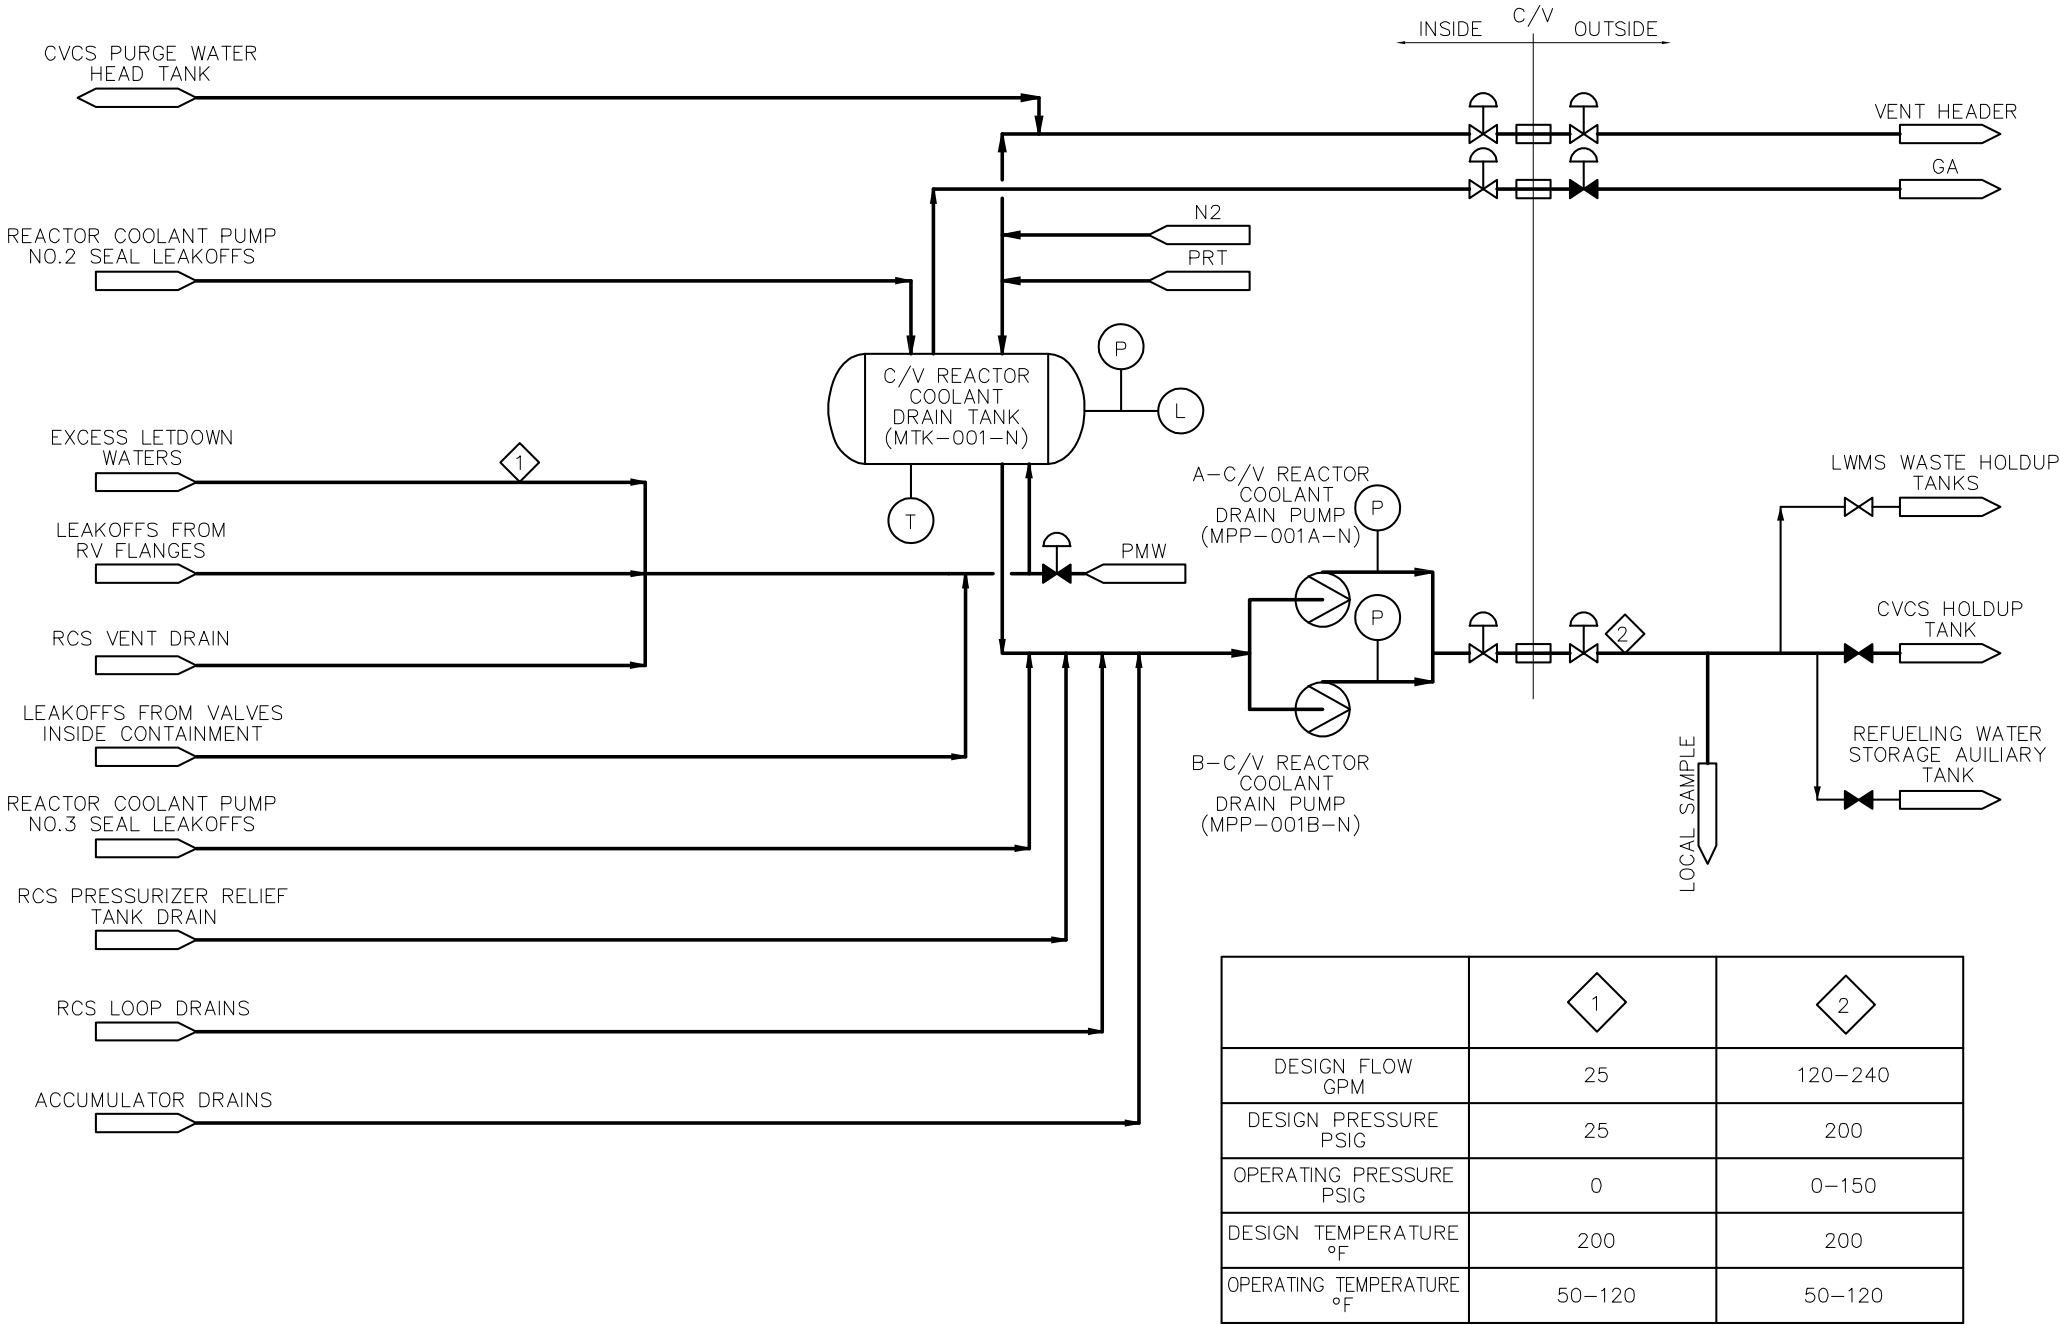 C/V
INSIDE
OUTSIDE
CVCS PURGE WATER
HEAD TANK
VENT HEADER
GA
N2
PRT
REACTOR COOLANT PUMP
NO.2 SEAL LEAKOFFS
P
L
C/V REACTOR
COOLANT
DRAIN TANK
(MTK-001-N)
T
EXCESS LETDOWN
WATERS
1
LEAKOFFS FROM
RV FLANGES
PMW
RCS VENT DRAIN
A-C/V REACTOR
COOLANT
DRAIN PUMP
(MPP-001A-N)
P
P
LWMS WASTE HOLDUP
TANKS
2
CVCS HOLDUP
TANK
LEAKOFFS FROM VALVES
INSIDE CONTAINMENT
B-C/V REACTOR
COOLANT
DRAIN PUMP
(MPP-001B-N)
LOCAL SAMPLE
REFUELING WATER
STORAGE AUILIARY
TANK
REACTOR COOLANT PUMP
NO.3 SEAL LEAKOFFS
RCS PRESSURIZER RELIEF
TANK DRAIN
RCS LOOP DRAINS
ACCUMULATOR DRAINS
1
2
DESIGN FLOW
GPM
25
120-240
DESIGN PRESSURE
PSIG
25
200
OPERATING PRESSURE
PSIG
0
0-150
DESIGN TEMPERATURE
°F
200
200
OPERATING TEMPERATURE
°F
50-120
50-120